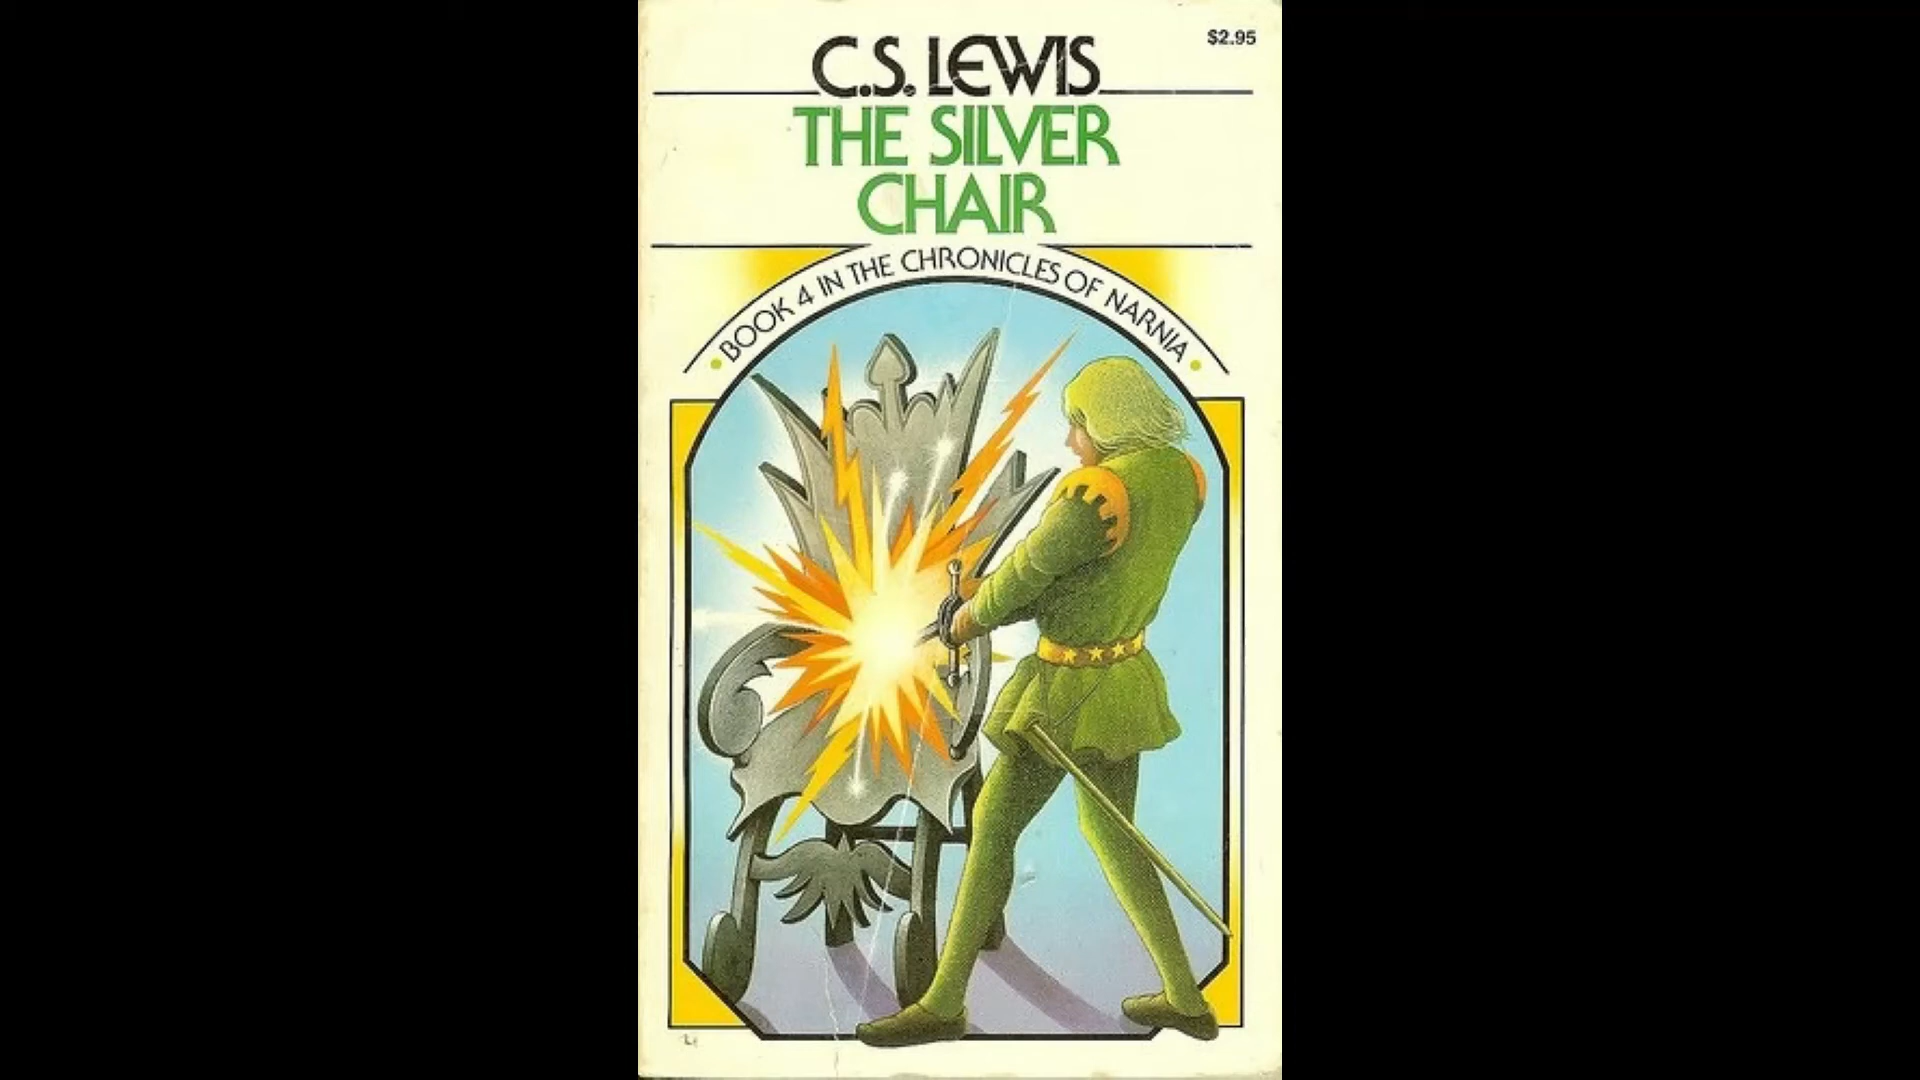 $2.95
C.S. LEWIS
THE SILVER
CHAIR
• BOOK 4 IN THE CHRONICLES OF NARNIA •